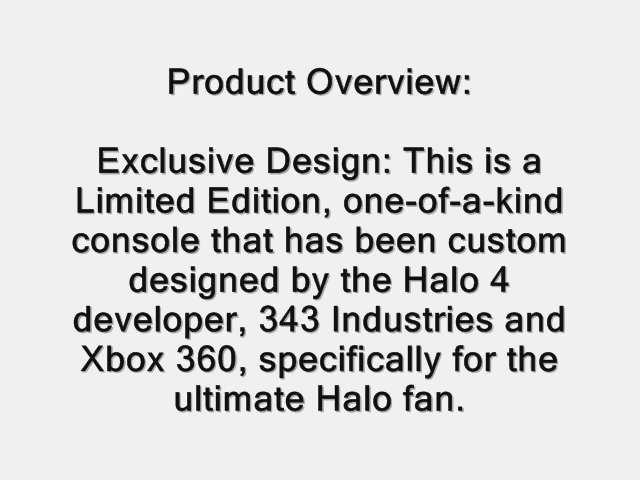 Product Overview:
Exclusive Design: This is a
Limited Edition, one-of-a-kind
console that has been custom
designed by the Halo 4
developer, 343 Industries and
Xbox 360, specifically for the
ultimate Halo fan.